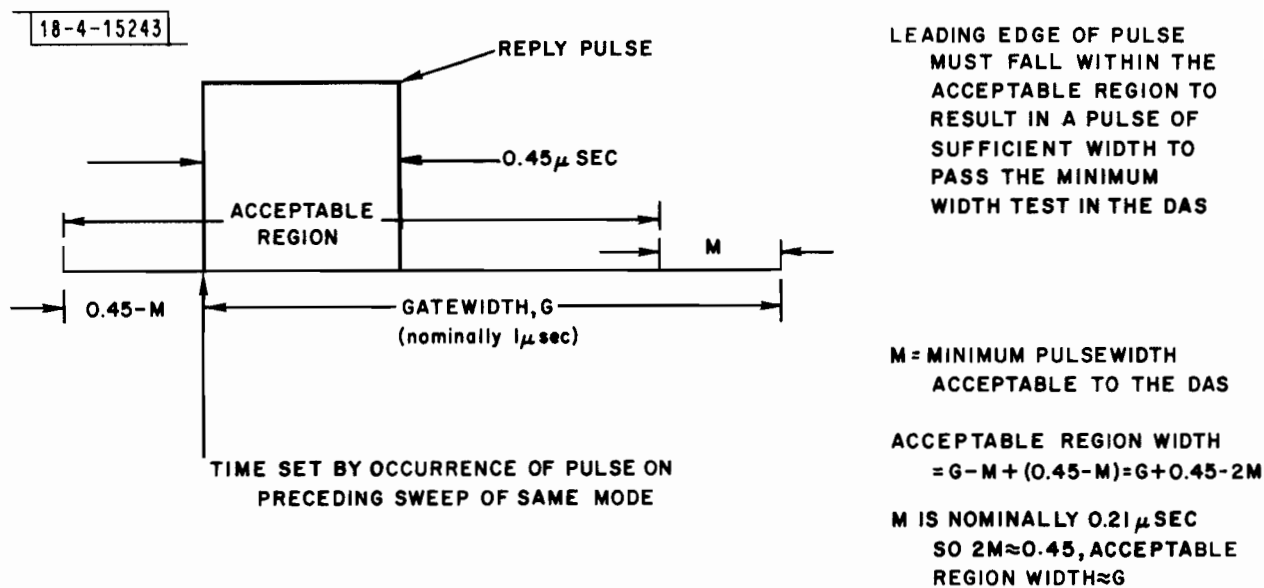 18-4-15243
REPLY PULSE
0.45μ SEC
ACCEPTABLE
REGION
M
0.45-M
GATEWIDTH, G
(nominally 1μ sec)
TIME SET BY OCCURRENCE OF PULSE ON
PRECEDING SWEEP OF SAME MODE
LEADING EDGE OF PULSE
MUST FALL WITHIN THE
ACCEPTABLE REGION TO
RESULT IN A PULSE OF
SUFFICIENT WIDTH TO
PASS THE MINIMUM
WIDTH TEST IN THE DAS
M = MINIMUM PULSEWIDTH
ACCEPTABLE TO THE DAS
ACCEPTABLE REGION WIDTH
=G-M+(0.45-M)=G+0.45-2M
M IS NOMINALLY 0.21μ SEC
SO 2M≈0.45, ACCEPTABLE
REGION WIDTH≈G